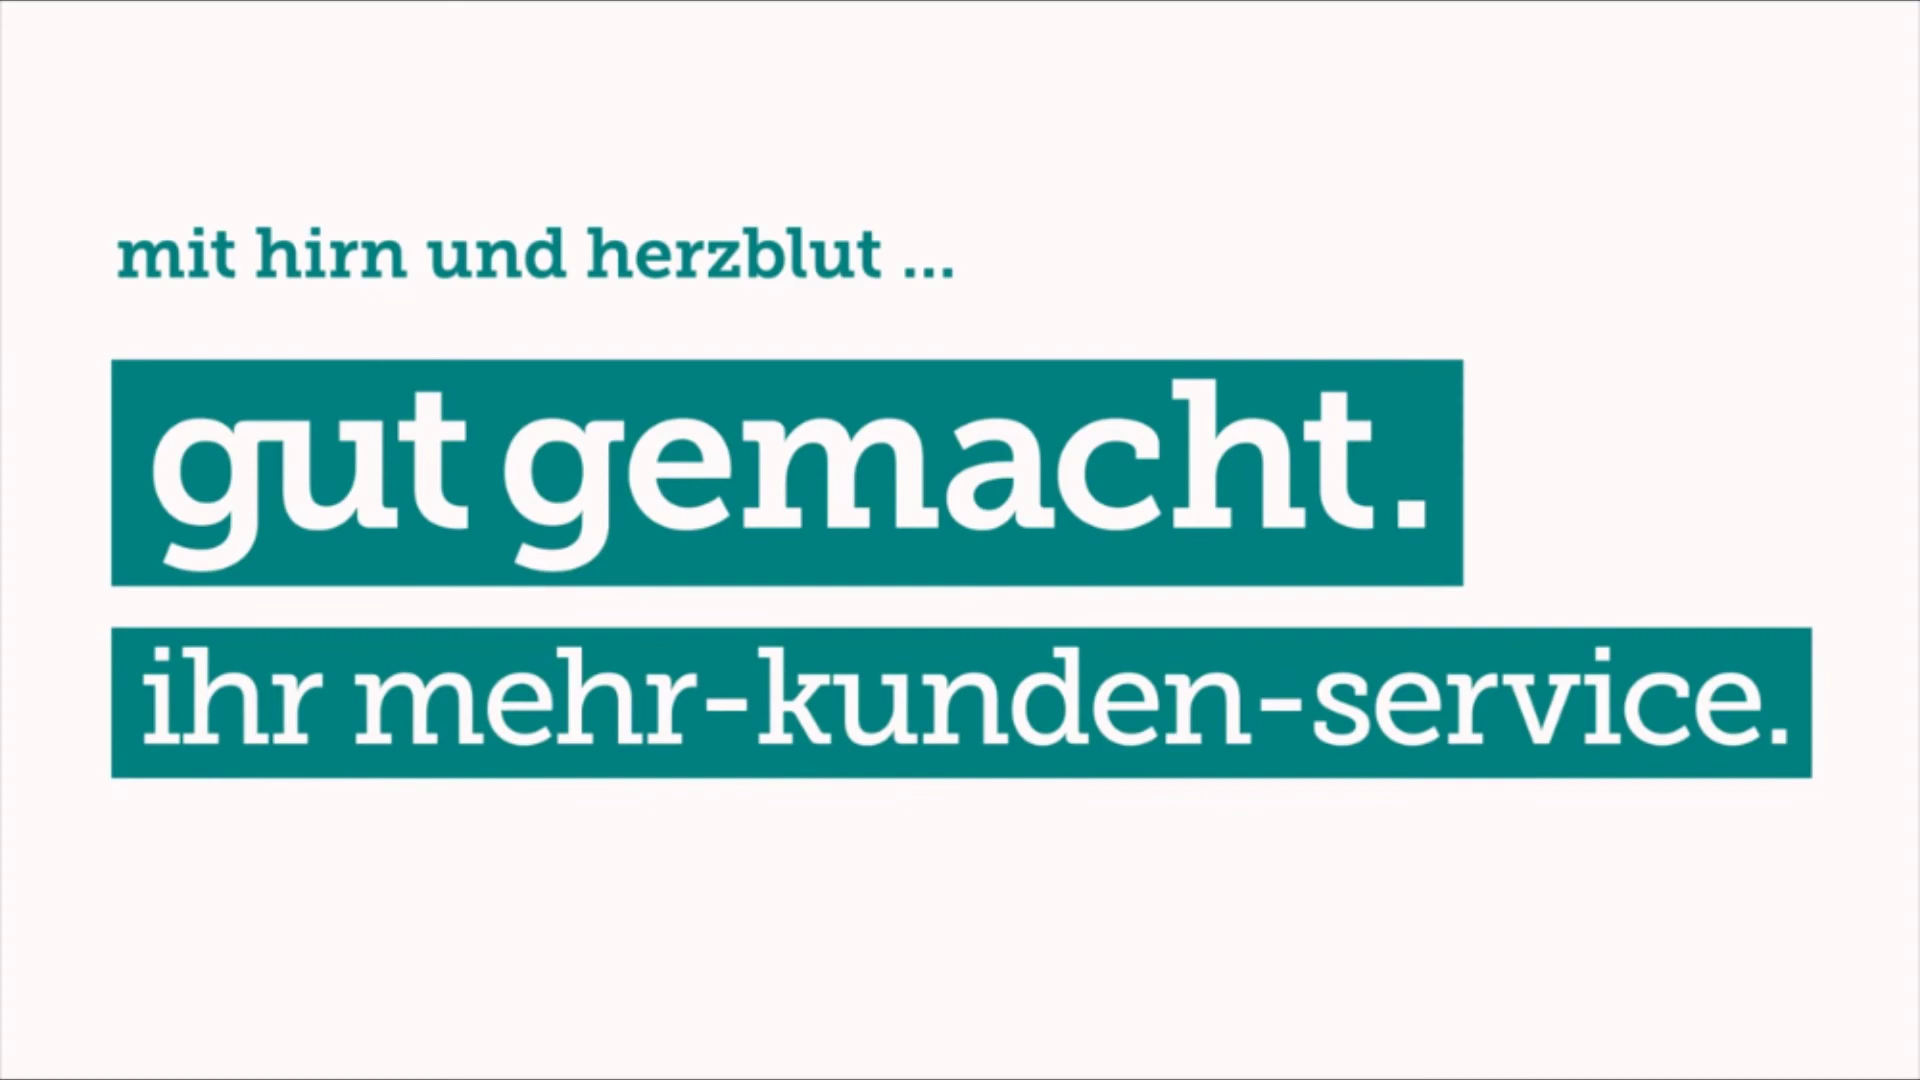 mit hirn und herzblut ...
gut gemacht.
ihr mehr-kunden-service.